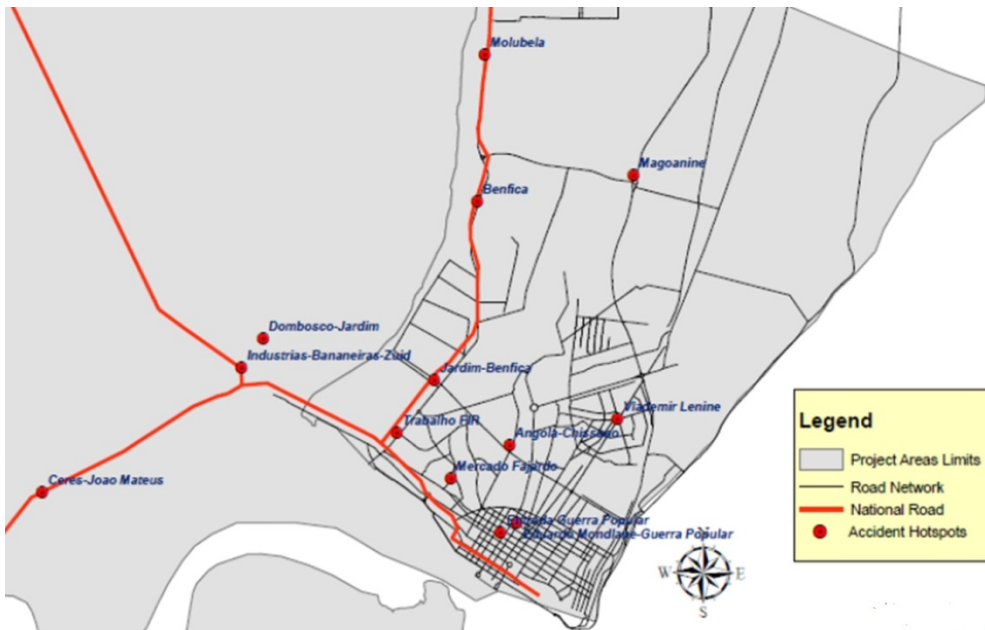 Molubela
Magoanine
Benfica
Dombosco-Jardim
Industrias-Bananeiras-Zuid
Jardim-Benfica
Trabalho FIR
Vlademir Lenine
Angola-Chissano
Mercado Fajardo
Ceres-Joao Mateus
Guerra Popular
Eduardo Mondlane-Guerra Popular
N
W
E
S
Legend
Project Areas Limits
Road Network
National Road
Accident Hotspots